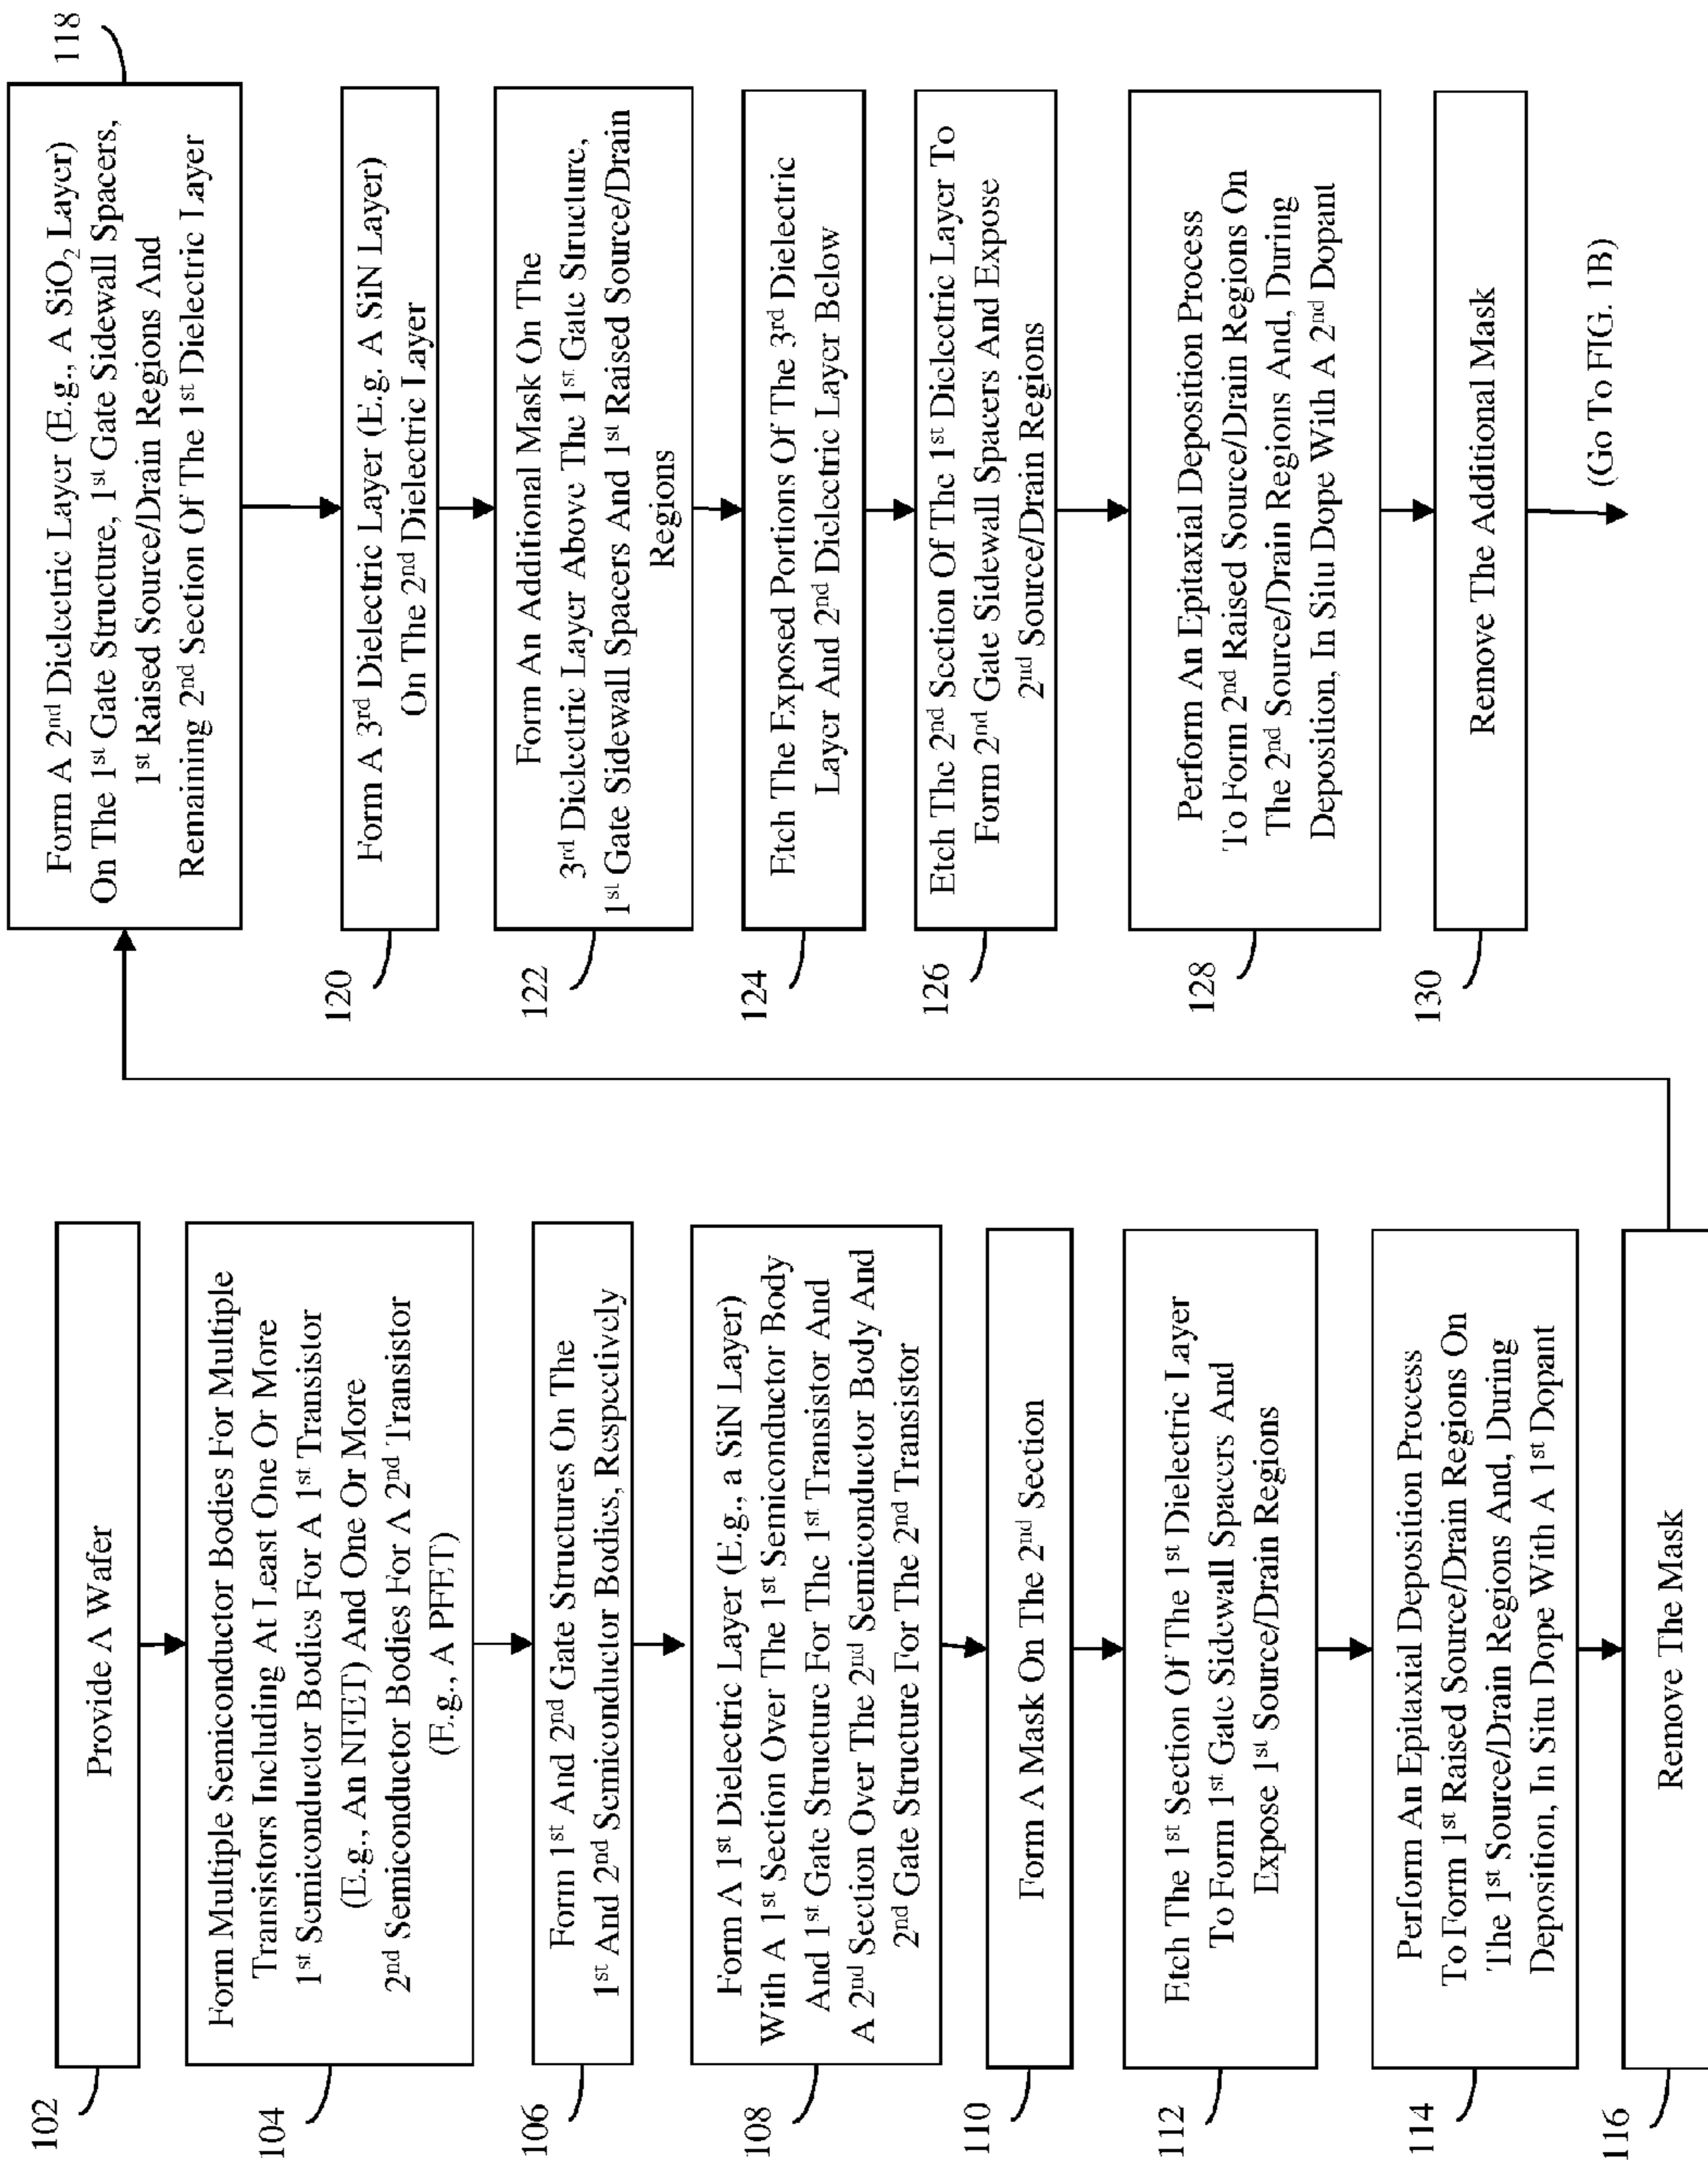 102
Provide A Wafer
104
Form Multiple Semiconductor Bodies For Multiple
Transistors Including At Least One Or More
1st Semiconductor Bodies For A 1st Transistor
(E.g., An NFET) And One Or More
2nd Semiconductor Bodies For A 2nd Transistor
(E.g., A PFET)
106
Form 1st And 2nd Gate Structures On The
1st And 2nd Semiconductor Bodies, Respectively
108
Form A 1st Dielectric Layer (E.g., a SiN Layer)
With A 1st Section Over The 1st Semiconductor Body
And 1st Gate Structure For The 1st Transistor And
A 2nd Section Over The 2nd Semiconductor Body And
2nd Gate Structure For The 2nd Transistor
110
Form A Mask On The 2nd Section
112
Etch The 1st Section Of The 1st Dielectric Layer
To Form 1st Gate Sidewall Spacers And
Expose 1st Source/Drain Regions
114
Perform An Epitaxial Deposition Process
To Form 1st Raised Source/Drain Regions On
The 1st Source/Drain Regions And, During
Deposition, In Situ Dope With A 1st Dopant
116
Remove The Mask
118
Form A 2nd Dielectric Layer (E.g., A SiO2 Layer)
On The 1st Gate Structure, 1st Gate Sidewall Spacers,
1st Raised Source/Drain Regions And
Remaining 2nd Section Of The 1st Dielectric Layer
120
Form A 3rd Dielectric Layer (E.g. A SiN Layer)
On The 2nd Dielectric Layer
122
Form An Additional Mask On The
3rd Dielectric Layer Above The 1st Gate Structure,
1st Gate Sidewall Spacers And 1st Raised Source/Drain
Regions
124
Etch The Exposed Portions Of The 3rd Dielectric
Layer And 2nd Dielectric Layer Below
126
Etch The 2nd Section Of The 1st Dielectric Layer To
Form 2nd Gate Sidewall Spacers And Expose
2nd Source/Drain Regions
128
Perform An Epitaxial Deposition Process
To Form 2nd Raised Source/Drain Regions On
The 2nd Source/Drain Regions And, During
Deposition, In Situ Dope With A 2nd Dopant
130
Remove The Additional Mask
(Go To FIG. 1B)